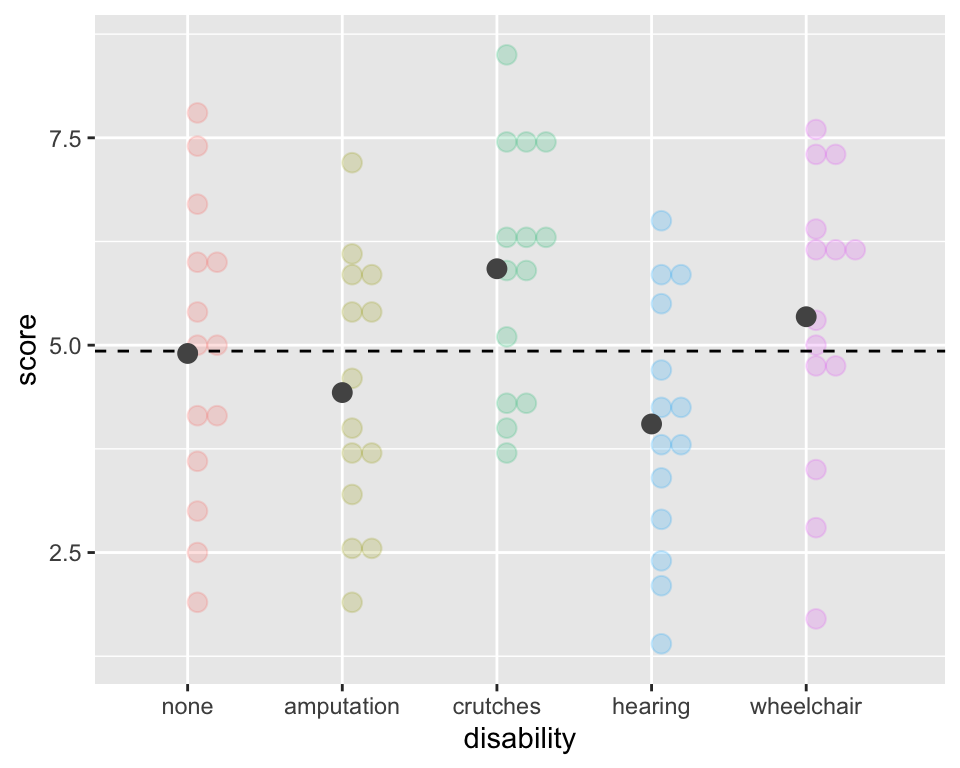 7.5
5.0
2.5
score
none amputation crutches hearing wheelchair
disability